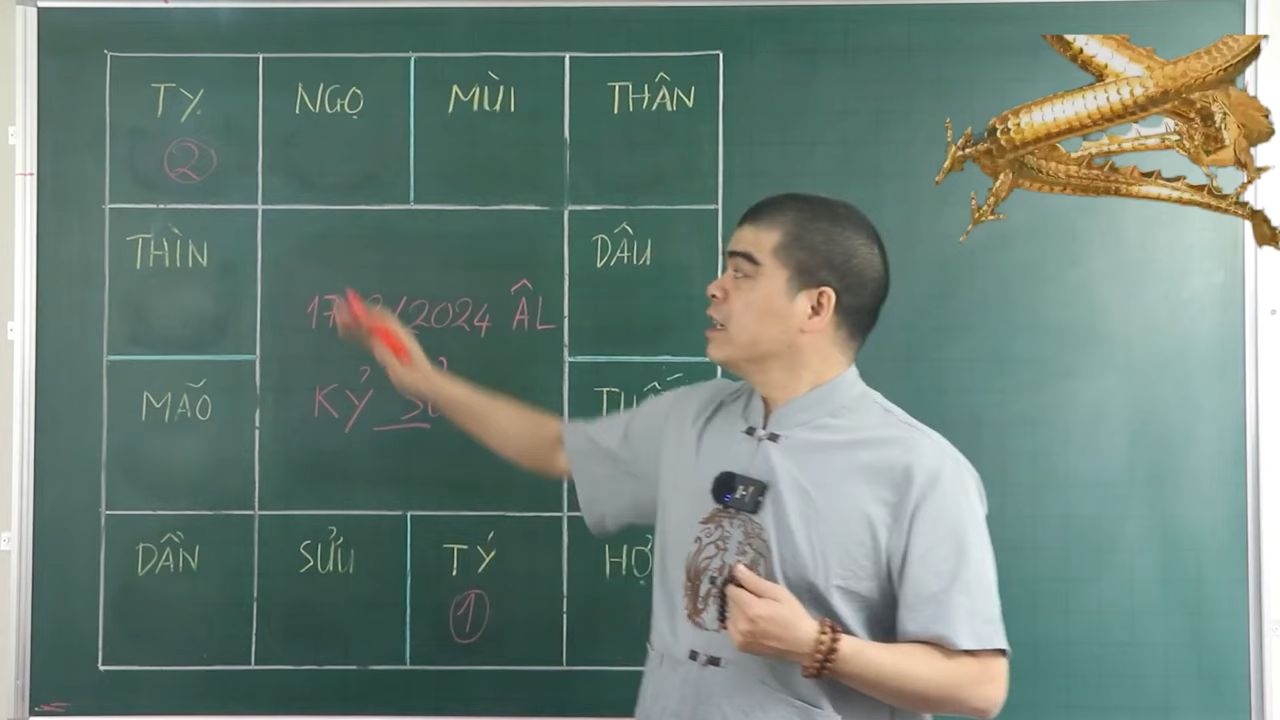 TỴ NGỌ MÙI THÂN
②
THÌN DẬU
/2024 ÂL
MÃO KỶ
DẦN SỬU TÝ
①